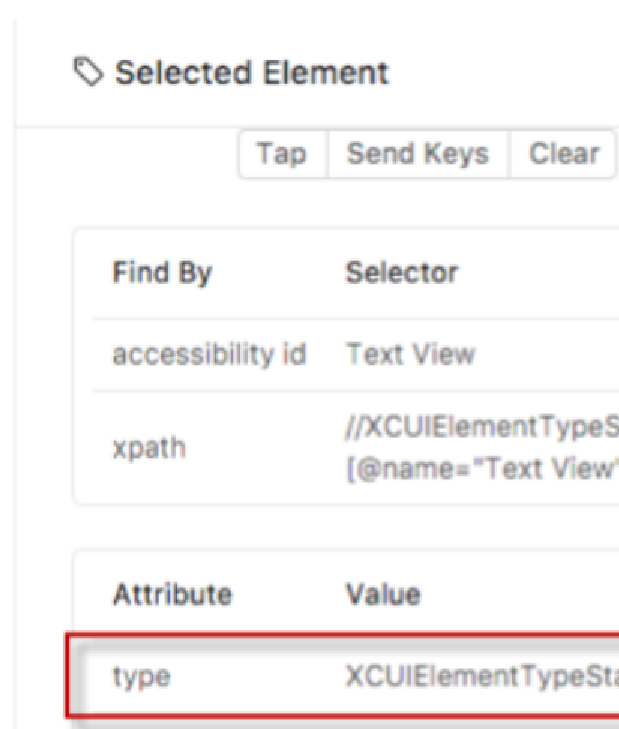 Selected Element
Tap Send Keys Clear
Find By Selector
accessibility id Text View
xpath //XCUIElementTypeS
[@name="Text View"
Attribute Value
type XCUIElementTypeSta